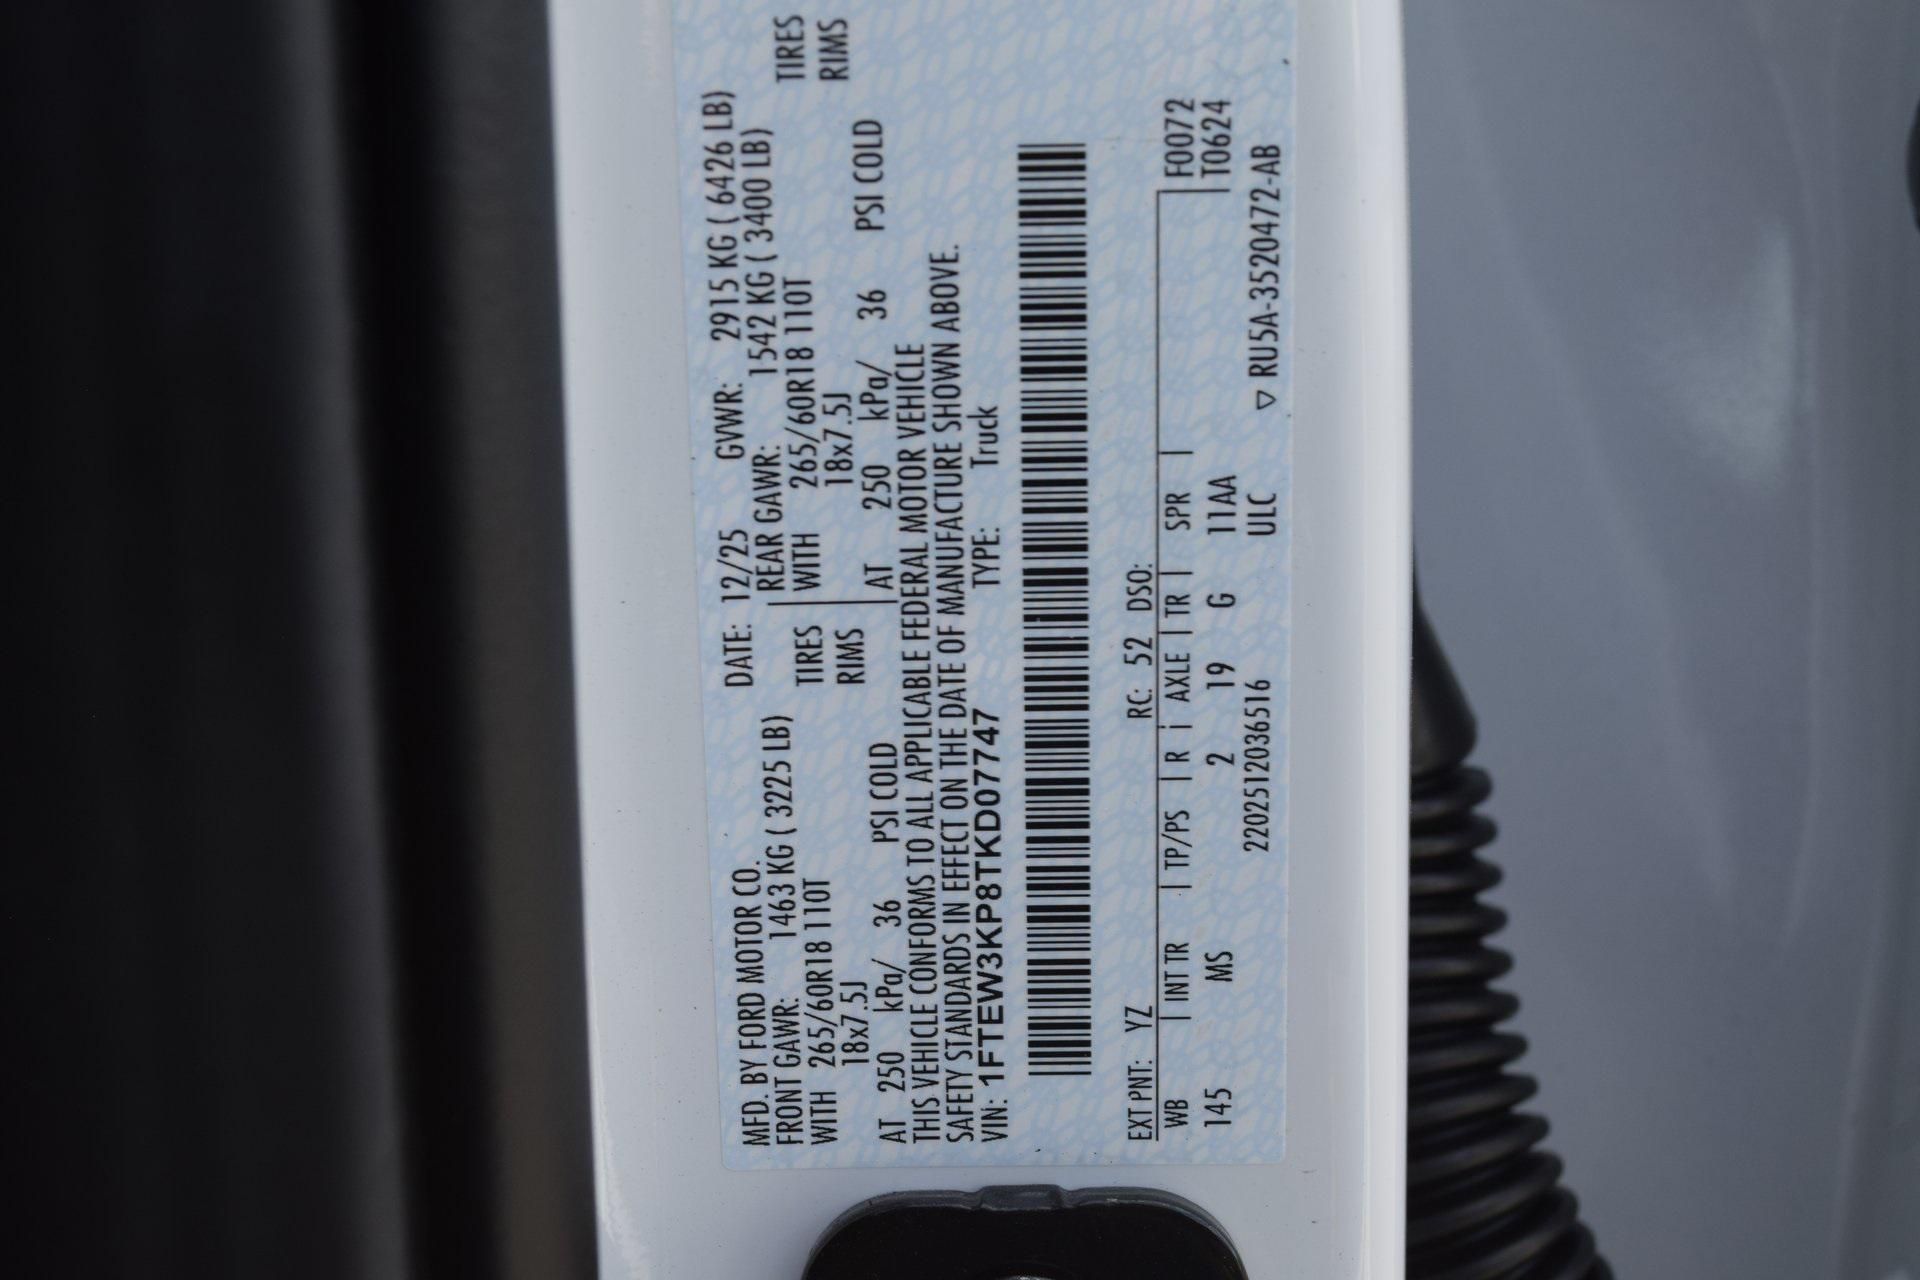 MFD. BY FORD MOTOR CO. DATE: 12/25 GVWR: 2915 KG ( 6426 LB)
FRONT GAWR: 1463 KG ( 3225 LB) REAR GAWR: 1542 KG ( 3400 LB)
WITH 265/60R18 110T TIRES WITH 265/60R18 110T TIRES
18x7.5J RIMS 18x7.5J RIMS
AT 250 kPa/ 36 PSI COLD AT 250 kPa/ 36 PSI COLD
THIS VEHICLE CONFORMS TO ALL APPLICABLE FEDERAL MOTOR VEHICLE
SAFETY STANDARDS IN EFFECT ON THE DATE OF MANUFACTURE SHOWN ABOVE.
VIN: 1FTEW3KP8TKD07747 TYPE: Truck
EXT PNT: YZ RC: 52 DSO:
WB | INT TR | TP/PS | R | AXLE | TR | SPR | F0072
145 MS 2 19 G 11AA T0624
2202512036516 ULC ▽ RU5A-3520472-AB